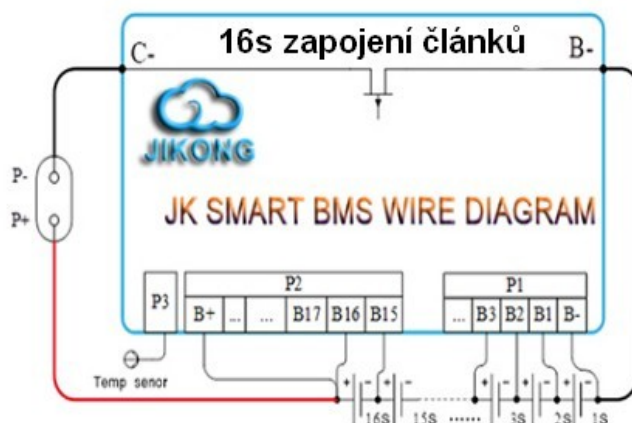 16s zapojení článků
C-
B-
JIKONG
P-
P+
JK SMART BMS WIRE DIAGRAM
P3
P2
P1
B+ ... ... B17 B16 B15
... B3 B2 B1 B-
Temp senor
+ - + - + - + - + -
16S 15S ...... 3S 2S 1S